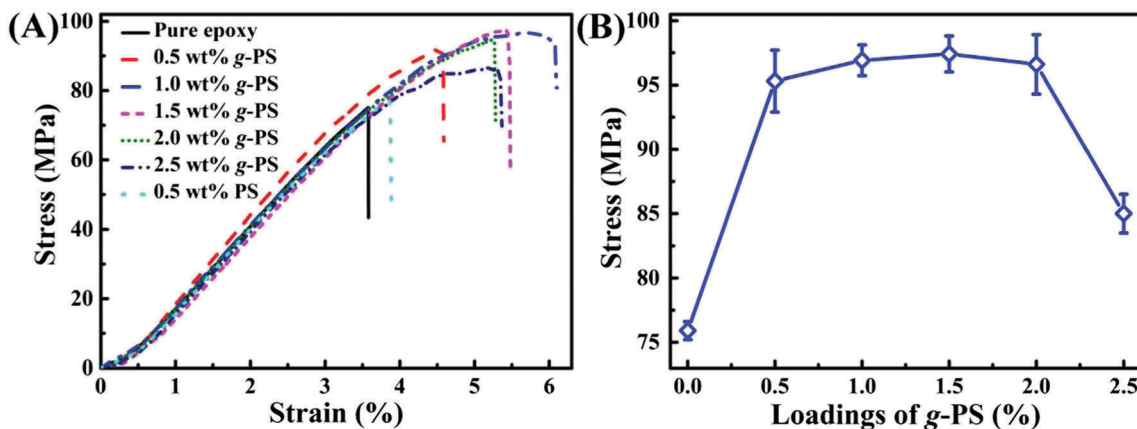 (A)
Pure epoxy
0.5 wt% g-PS
1.0 wt% g-PS
1.5 wt% g-PS
2.0 wt% g-PS
2.5 wt% g-PS
0.5 wt% PS
Stress (MPa)
100
80
60
40
20
0
0 1 2 3 4 5 6
Strain (%)
(B)
Stress (MPa)
100
95
90
85
80
75
0.0 0.5 1.0 1.5 2.0 2.5
Loadings of g-PS (%)